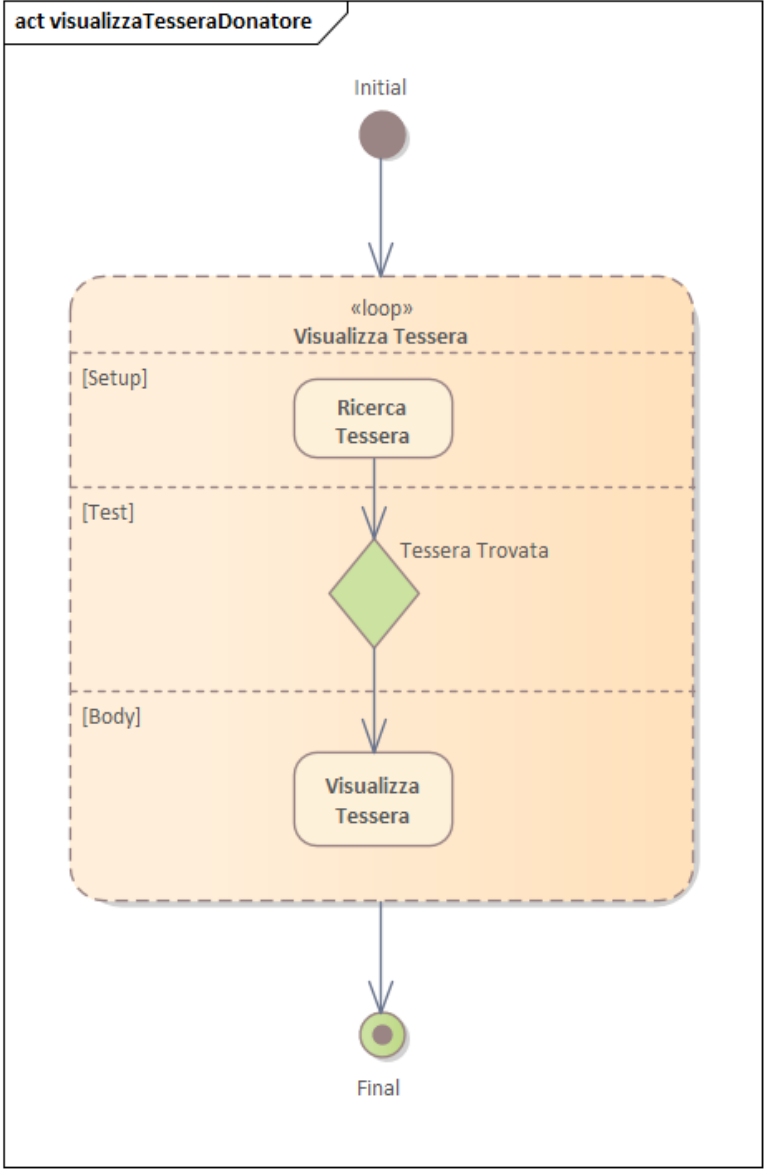 act visualizzaTesseraDonatore
Initial
«loop»
Visualizza Tessera
[Setup]
Ricerca
Tessera
[Test]
Tessera Trovata
[Body]
Visualizza
Tessera
Final